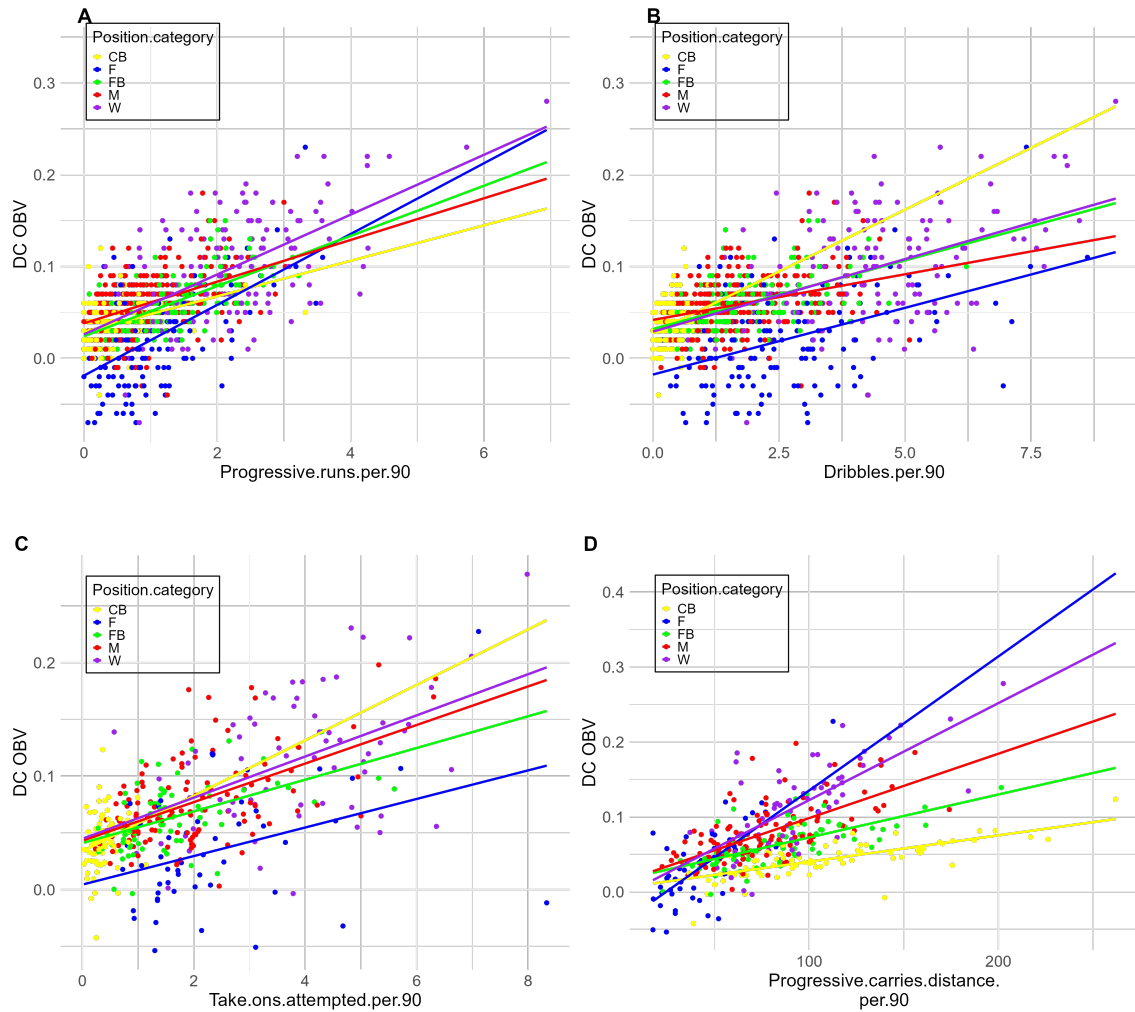 A
Position.category
CB
F
FB
M
W
0.3
0.2
0.1
0.0
DC OBV
0
2
4
6
Progressive.runs.per.90
B
Position.category
CB
F
FB
M
W
0.3
0.2
0.1
0.0
DC OBV
0.0
2.5
5.0
7.5
Dribbles.per.90
C
Position.category
CB
F
FB
M
W
0.2
0.1
0.0
DC OBV
0
2
4
6
8
Take.ons.attempted.per.90
D
Position.category
CB
F
FB
M
W
0.4
0.3
0.2
0.1
0.0
DC OBV
100
200
Progressive.carries.distance.
per.90